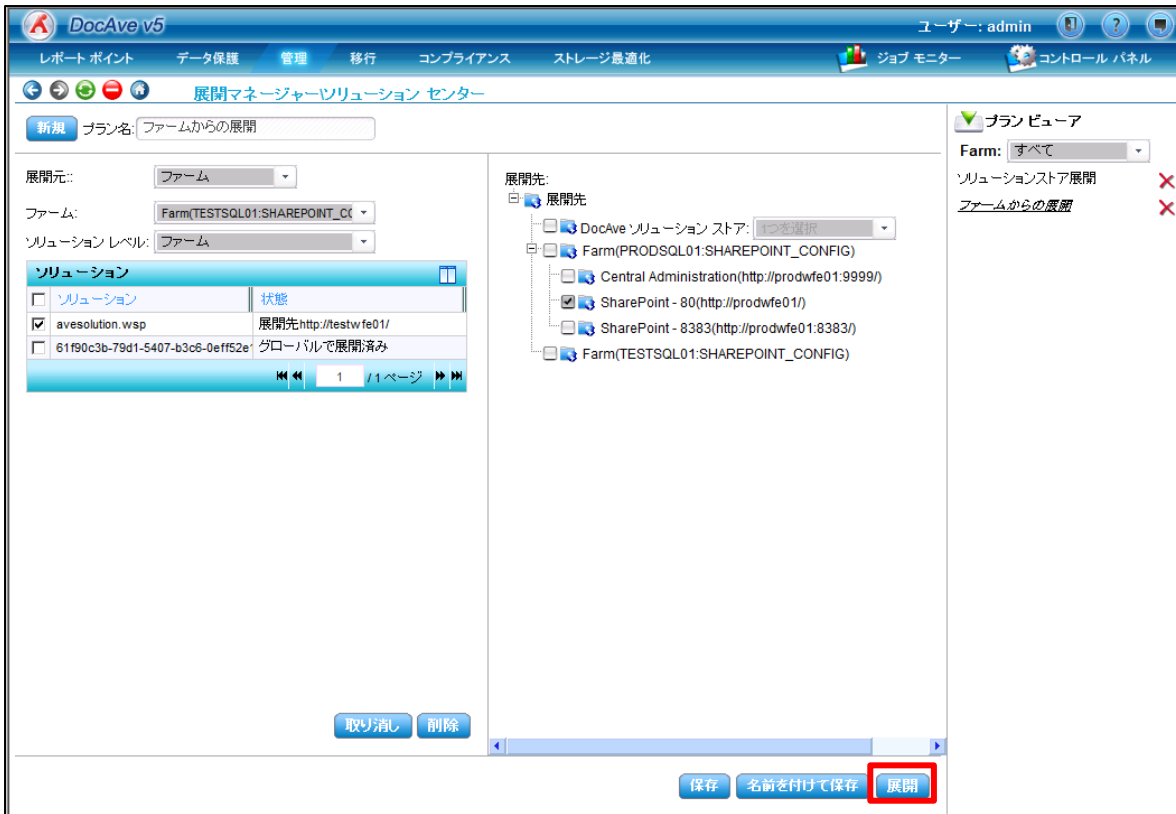 DocAve v5
ユーザー: admin
レポート ポイント データ保護 管理 移行 コンプライアンス ストレージ最適化 ジョブ モニター コントロール パネル
展開マネージャー\ソリューション センター
新規 プラン名: ファームからの展開
展開元::
ファーム
ファーム:
Farm(TESTSQL01:SHAREPOINT_CC
ソリューション レベル: ファーム
ソリューション
ソリューション 状態
avesolution.wsp 展開先http://testwfe01/
61f90c3b-79d1-5407-b3c6-0eff52e1 グローバルで展開済み
1 /1 ページ
取り消し 削除
展開先:
展開先
DocAve ソリューション ストア: 1つを選択
Farm(PRODSQL01:SHAREPOINT_CONFIG)
Central Administration(http://prodwfe01:9999/)
SharePoint - 80(http://prodwfe01/)
SharePoint - 8383(http://prodwfe01:8383/)
Farm(TESTSQL01:SHAREPOINT_CONFIG)
保存 名前を付けて保存 展開
プラン ビューア
Farm: すべて
ソリューションストア展開
ファームからの展開